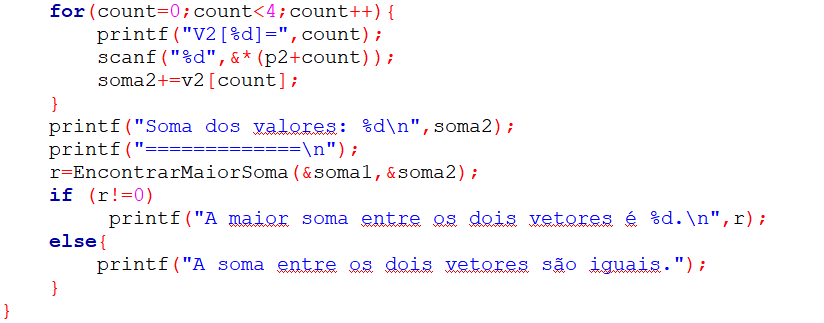 for(count=0;count<4;count++){
printf("V2[%d]=",count);
scanf("%d",&*(p2+count));
soma2+=v2[count];
}
printf("Soma dos valores: %d\n",soma2);
printf("=============\n");
r=EncontrarMaiorSoma(&soma1,&soma2);
if (r!=0)
printf("A maior soma entre os dois vetores é %d.\n",r);
else{
printf("A soma entre os dois vetores são iguais.");
}
}